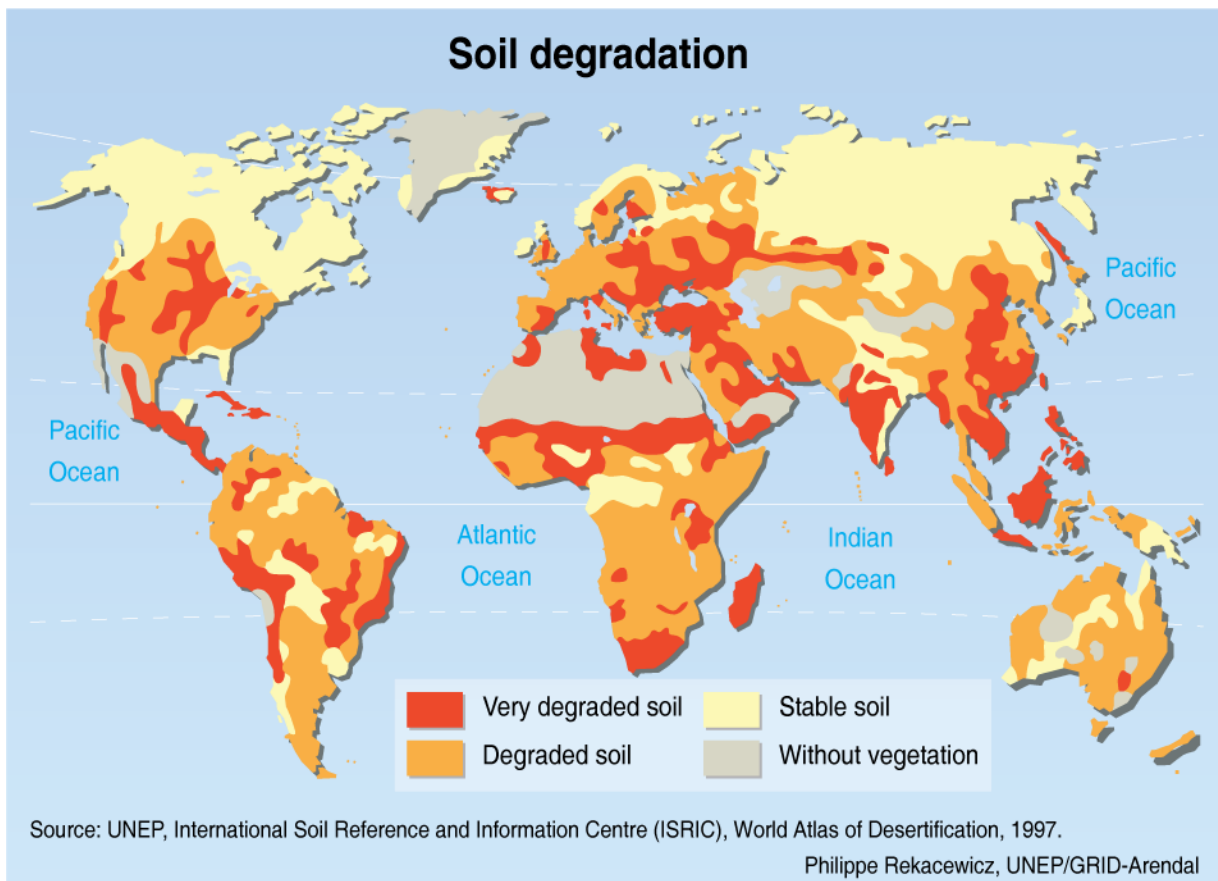 Soil degradation
Pacific
Ocean
Pacific
Ocean
Atlantic
Ocean
Indian
Ocean
Very degraded soil
Stable soil
Degraded soil
Without vegetation
Source: UNEP, International Soil Reference and Information Centre (ISRIC), World Atlas of Desertification, 1997.
Philippe Rekacewicz, UNEP/GRID-Arendal